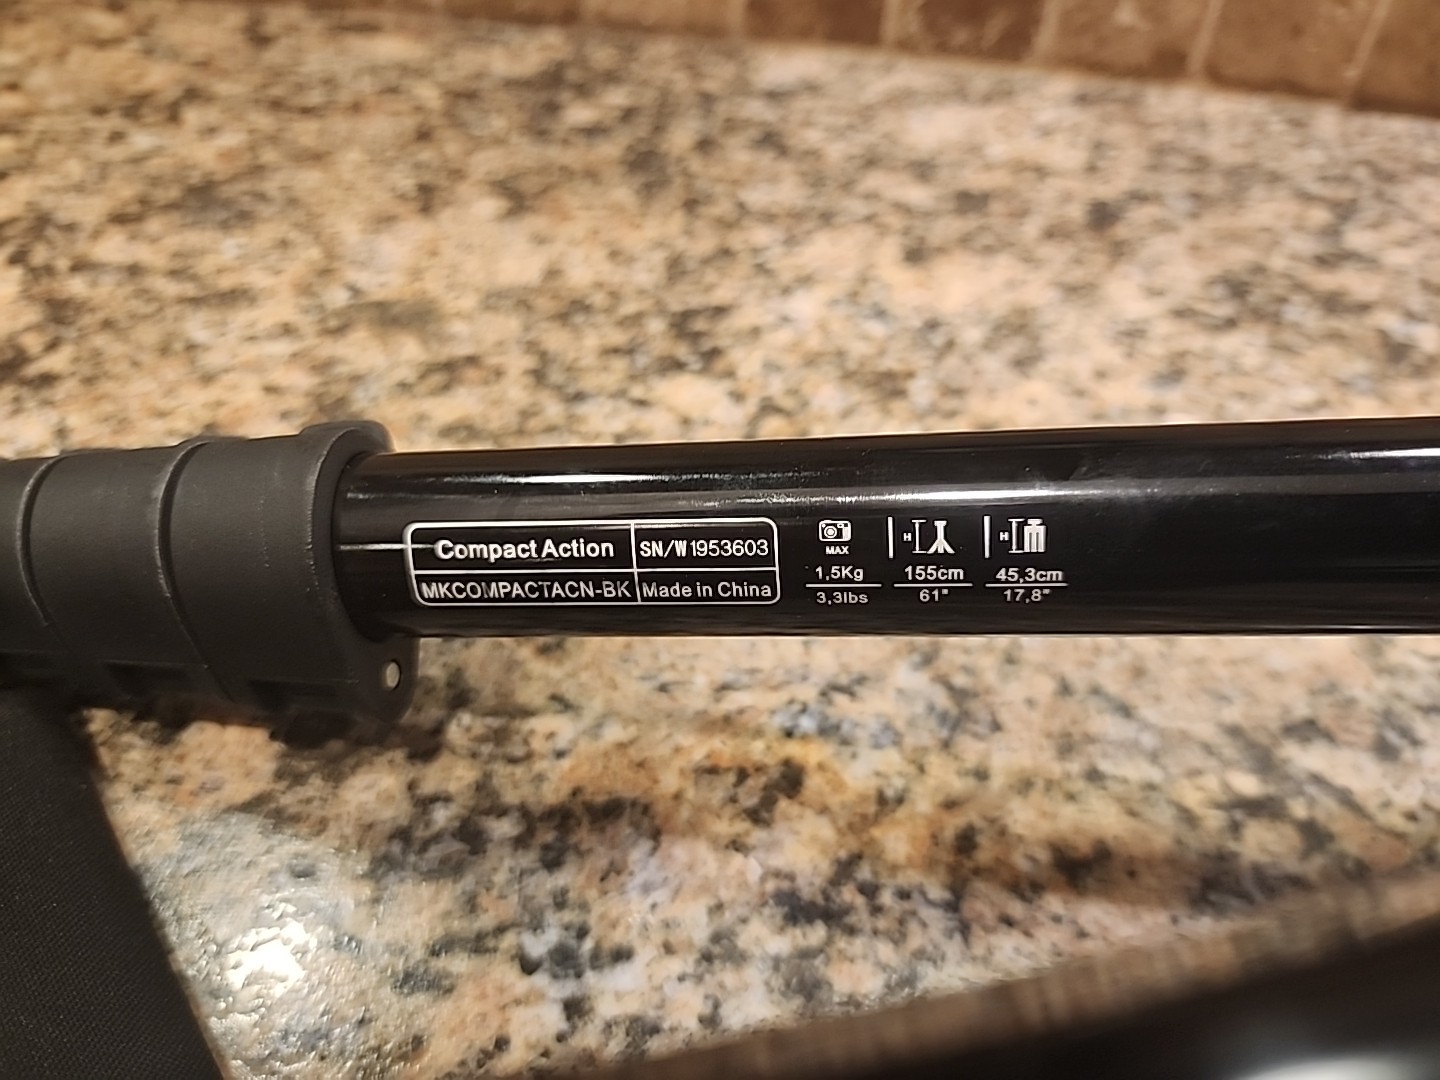 Compact Action
SN/W1953603
MKCOMPACTACN-BK
Made in China
MAX
1,5Kg
3,3lbs
H
155cm
61"
H
45,3cm
17,8"